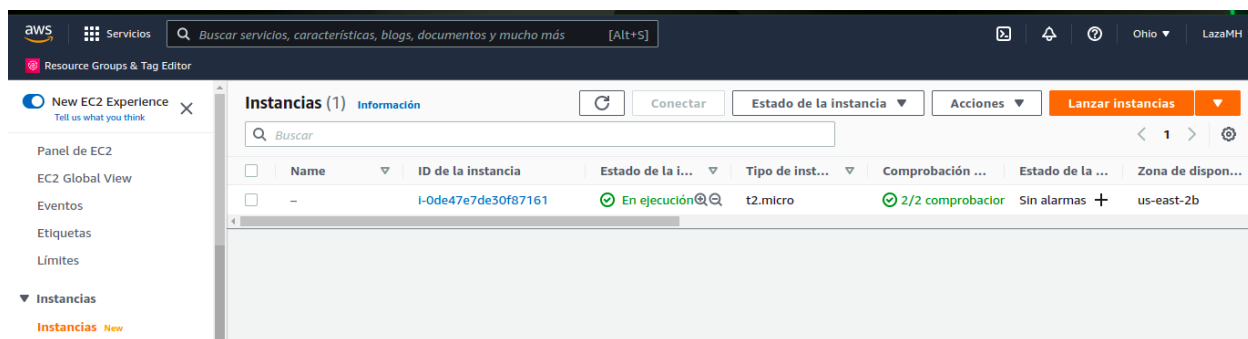 aws Servicios Buscar servicios, características, blogs, documentos y mucho más [Alt+S] Ohio LazaMH
Resource Groups & Tag Editor
New EC2 Experience
Tell us what you think
Panel de EC2
EC2 Global View
Eventos
Etiquetas
Límites
Instancias
Instancias New
Instancias (1) Información Conectar Estado de la instancia Acciones Lanzar instancias
Buscar 1
Name ID de la instancia Estado de la i... Tipo de inst... Comprobación ... Estado de la ... Zona de dispon...
– i-0de47e7de30f87161 En ejecución t2.micro 2/2 comprobacior Sin alarmas us-east-2b